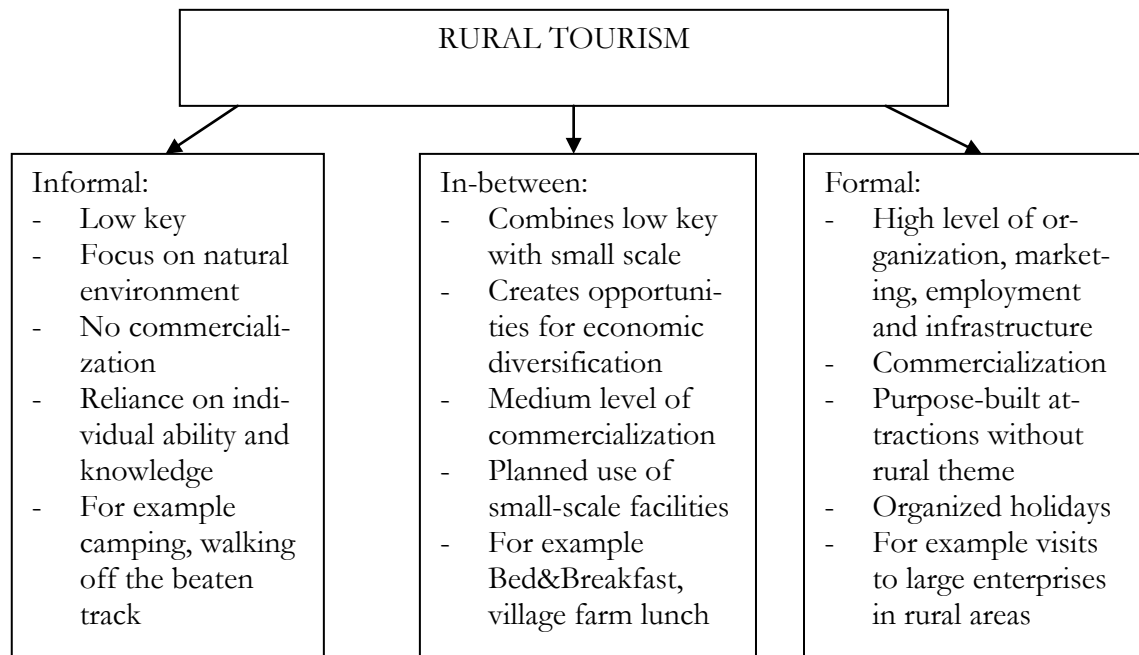 RURAL TOURISM
Informal:
- Low key
- Focus on natural
environment
- No commerciali-
zation
- Reliance on indi-
vidual ability and
knowledge
- For example
camping, walking
off the beaten
track
In-between:
- Combines low key
with small scale
- Creates opportuni-
ties for economic
diversification
- Medium level of
commercialization
- Planned use of
small-scale facilities
- For example
Bed&Breakfast,
village farm lunch
Formal:
- High level of or-
ganization, market-
ing, employment
and infrastructure
- Commercialization
- Purpose-built at-
tractions without
rural theme
- Organized holidays
- For example visits
to large enterprises
in rural areas